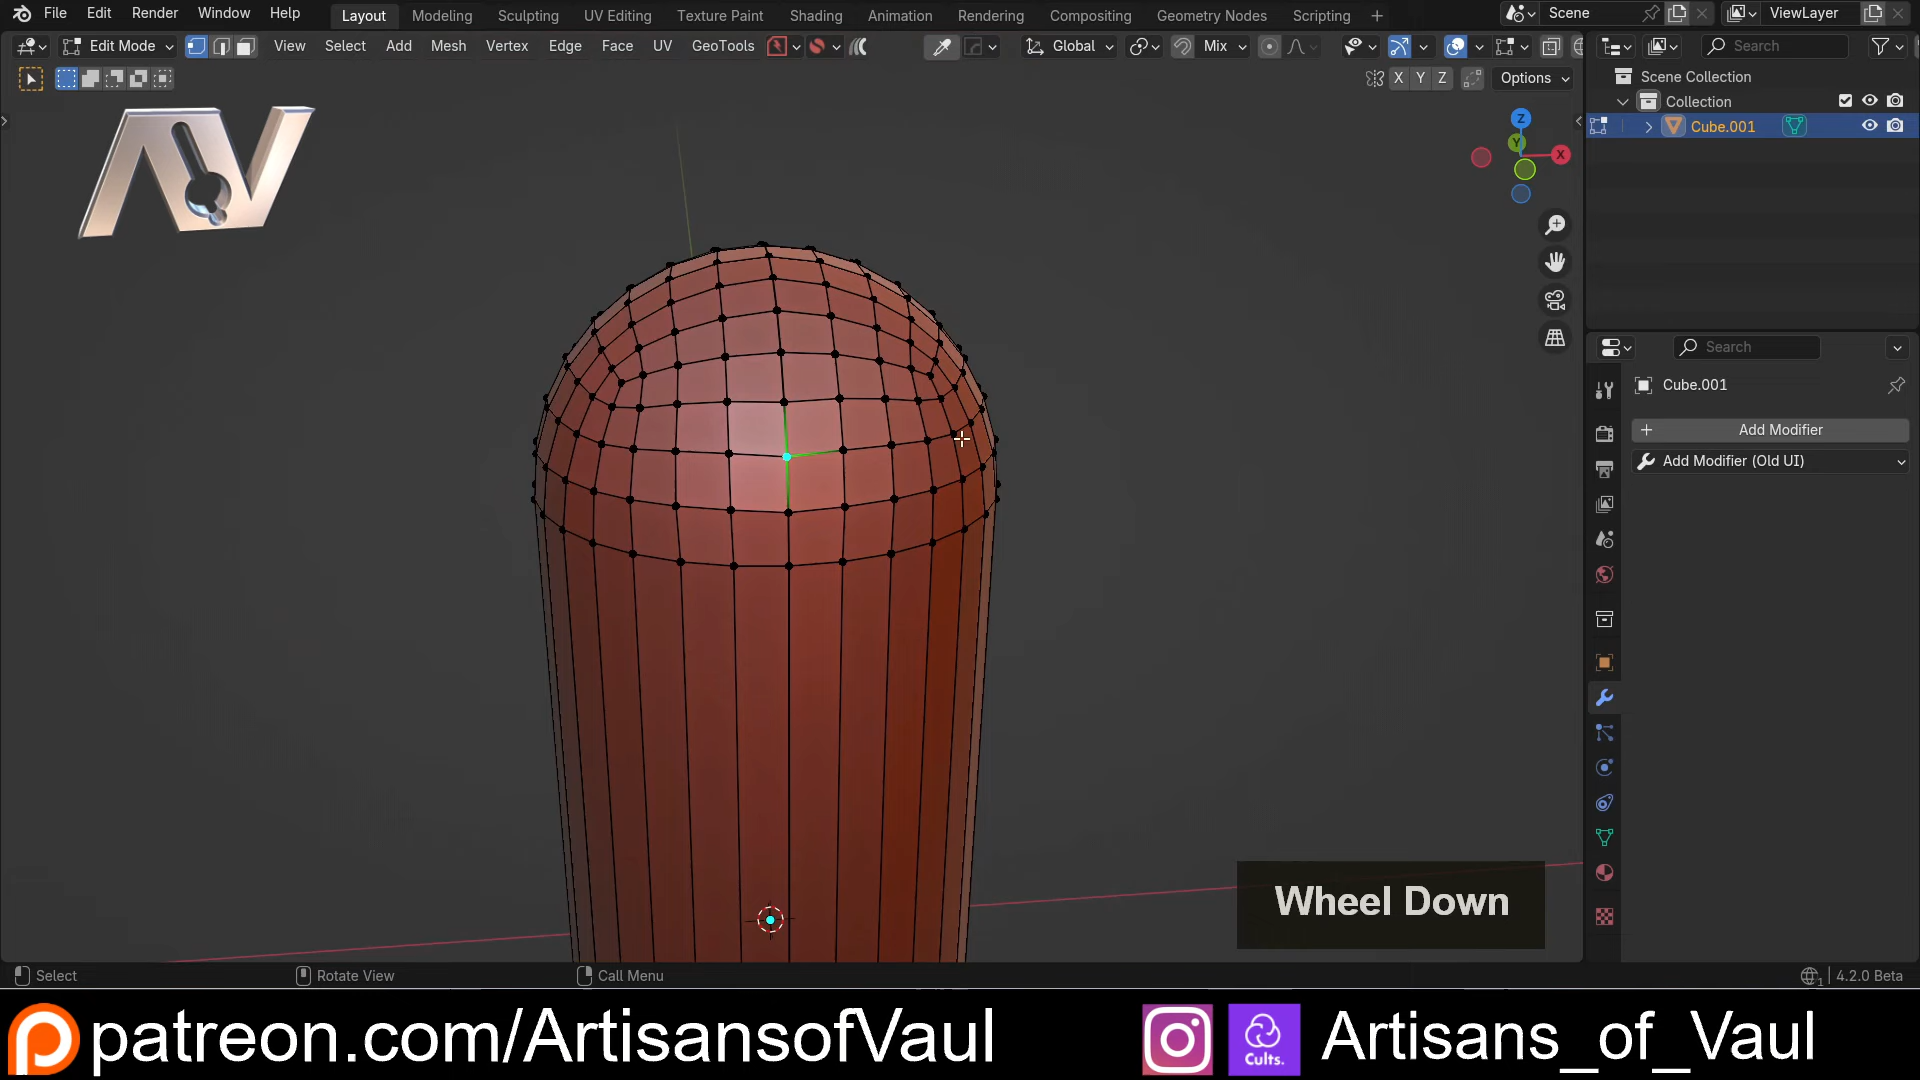 File Edit Render Window Help Layout Modeling Sculpting UV Editing Texture Paint Shading Animation Rendering Compositing Geometry Nodes Scripting + Scene ViewLayer
Edit Mode View Select Add Mesh Vertex Edge Face UV GeoTools Global Mix Search
X Y Z Options
Scene Collection
Collection
Cube.001
Z
Y
X
Search
Cube.001
Add Modifier
Add Modifier (Old UI)
Wheel Down
Select Rotate View Call Menu 4.2.0 Beta
patreon.com/ArtisansofVaul Cults. Artisans_of_Vaul